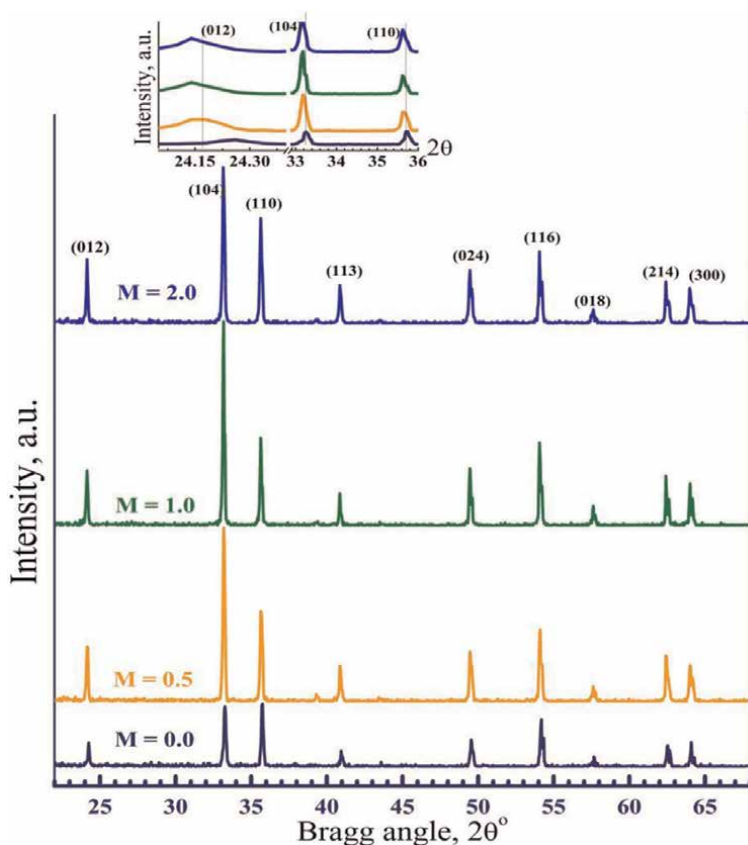 (012)
(104)
(110)
Intensity, a.u.
24.15 24.30 33 34 35 36 2θ
(012)
(104)
(110)
(113)
(024)
(116)
(018)
(214)
(300)
M = 2.0
M = 1.0
M = 0.5
M = 0.0
Intensity, a.u.
25 30 35 40 45 50 55 60 65
Bragg angle, 2θº